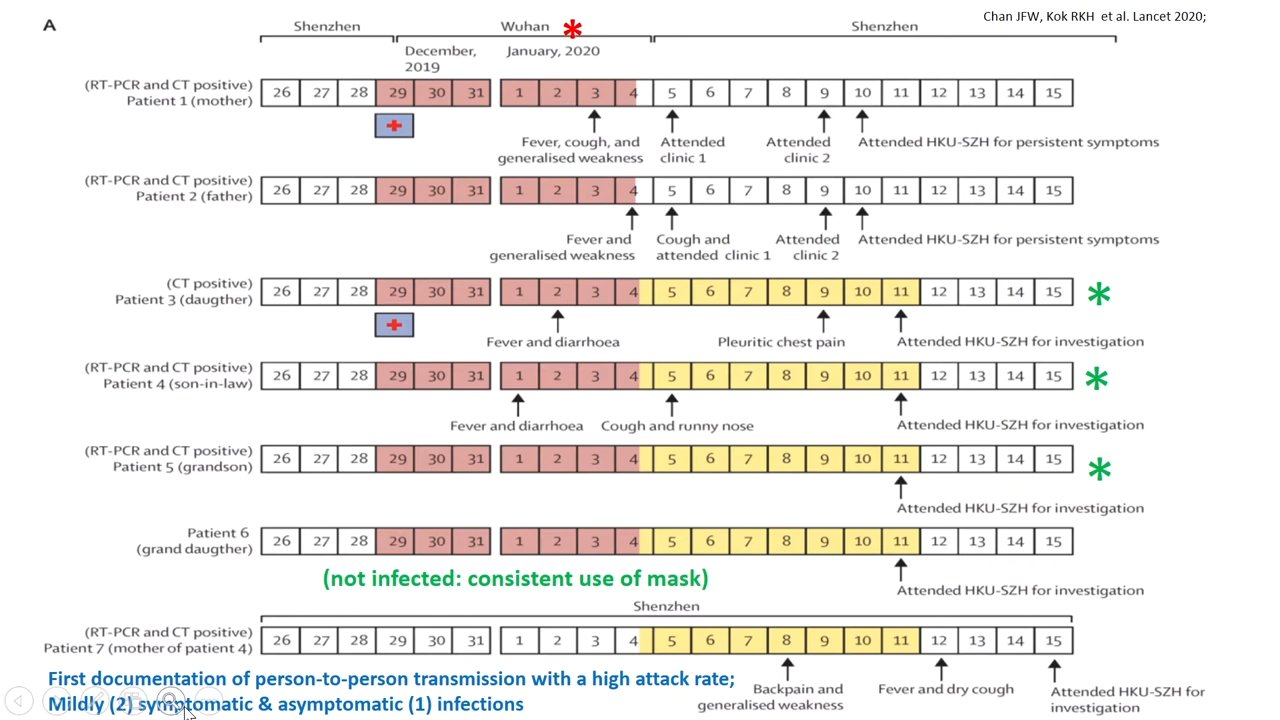 A
Chan JFW, Kok RKH et al. Lancet 2020;
Shenzhen Wuhan * Shenzhen
December, 2019
January, 2020
(RT-PCR and CT positive)
Patient 1 (mother)
26 27 28 29 30 31 1 2 3 4 5 6 7 8 9 10 11 12 13 14 15
Fever, cough, and
generalised weakness
Attended
clinic 1
Attended
clinic 2
Attended HKU-SZH for persistent symptoms
(RT-PCR and CT positive)
Patient 2 (father)
26 27 28 29 30 31 1 2 3 4 5 6 7 8 9 10 11 12 13 14 15
Fever and
generalised weakness
Cough and
attended clinic 1
Attended
clinic 2
Attended HKU-SZH for persistent symptoms
(CT positive)
Patient 3 (daugther)
26 27 28 29 30 31 1 2 3 4 5 6 7 8 9 10 11 12 13 14 15 *
Fever and diarrhoea
Pleuritic chest pain
Attended HKU-SZH for investigation
(RT-PCR and CT positive)
Patient 4 (son-in-law)
26 27 28 29 30 31 1 2 3 4 5 6 7 8 9 10 11 12 13 14 15 *
Fever and diarrhoea
Cough and runny nose
Attended HKU-SZH for investigation
(RT-PCR and CT positive)
Patient 5 (grandson)
26 27 28 29 30 31 1 2 3 4 5 6 7 8 9 10 11 12 13 14 15 *
Attended HKU-SZH for investigation
Patient 6
(grand daugther)
26 27 28 29 30 31 1 2 3 4 5 6 7 8 9 10 11 12 13 14 15
(not infected: consistent use of mask)
Attended HKU-SZH for investigation
Shenzhen
(RT-PCR and CT positive)
Patient 7 (mother of patient 4)
26 27 28 29 30 31 1 2 3 4 5 6 7 8 9 10 11 12 13 14 15
Backpain and
generalised weakness
Fever and dry cough
Attended HKU-SZH for
investigation
First documentation of person-to-person transmission with a high attack rate;
Mildly (2) symptomatic & asymptomatic (1) infections